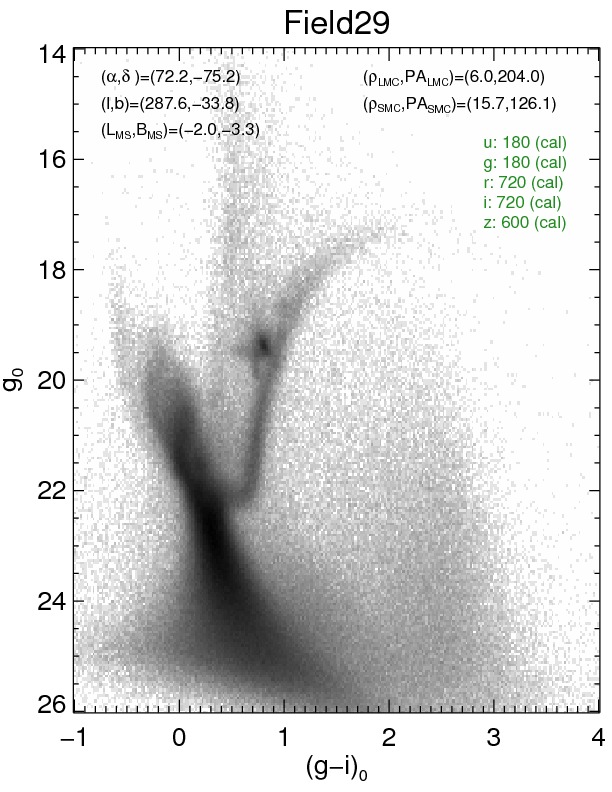 Field29
(α,δ )=(72.2,−75.2)
(ρLMC,PALMC)=(6.0,204.0)
(l,b)=(287.6,−33.8)
(ρSMC,PASMC)=(15.7,126.1)
(LMS,BMS)=(−2.0,−3.3)
u: 180 (cal)
g: 180 (cal)
r: 720 (cal)
i: 720 (cal)
z: 600 (cal)
14
16
18
20
22
24
26
g0
−1 0 1 2 3 4
(g−i)0